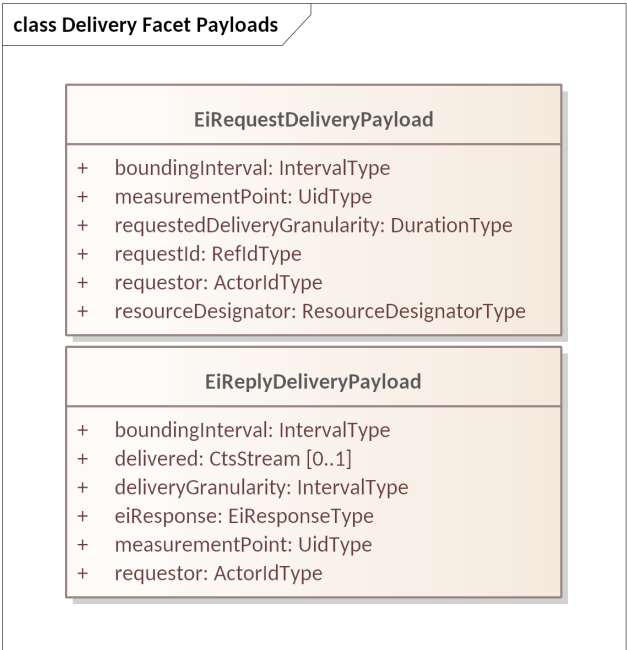 class Delivery Facet Payloads
EiRequestDeliveryPayload
+ boundingInterval: IntervalType
+ measurementPoint: UidType
+ requestedDeliveryGranularity: DurationType
+ requestId: RefIdType
+ requestor: ActorIdType
+ resourceDesignator: ResourceDesignatorType
EiReplyDeliveryPayload
+ boundingInterval: IntervalType
+ delivered: CtsStream [0..1]
+ deliveryGranularity: IntervalType
+ eiResponse: EiResponseType
+ measurementPoint: UidType
+ requestor: ActorIdType